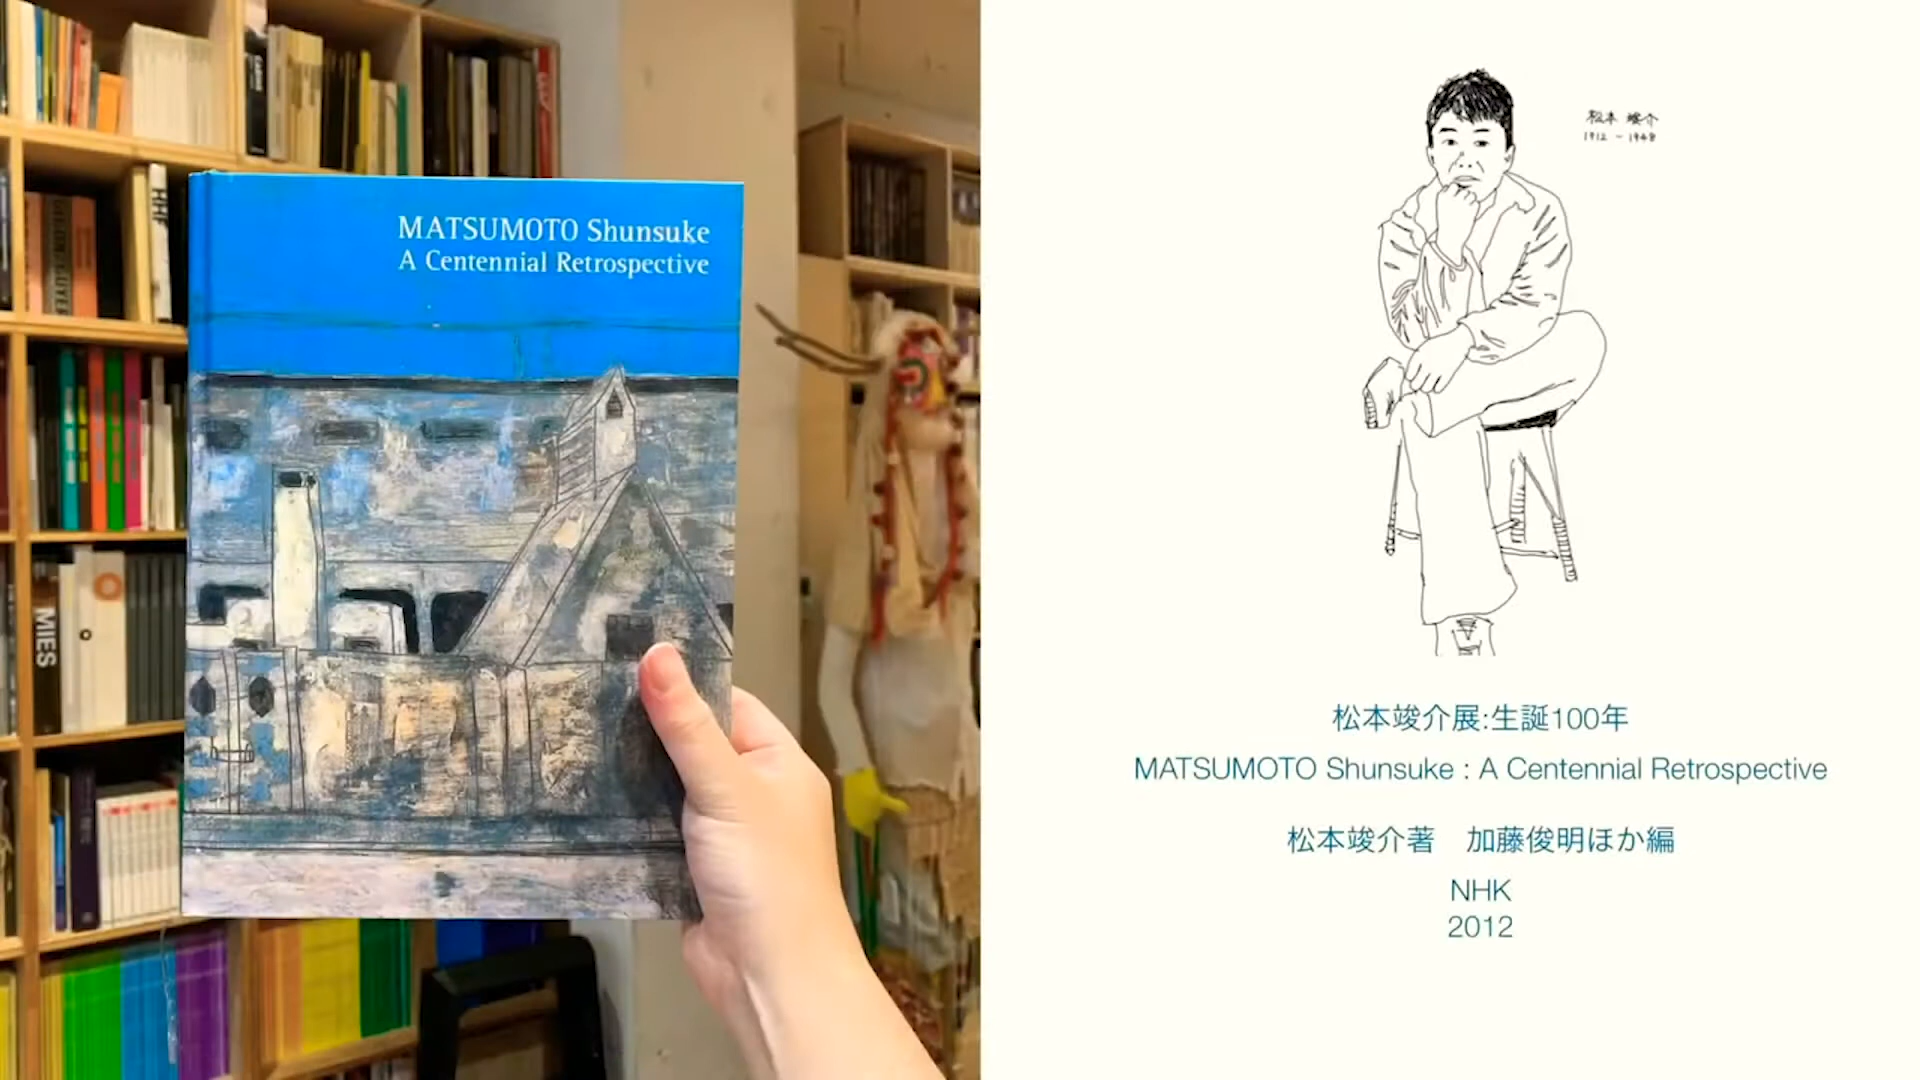 MATSUMOTO Shunsuke
A Centennial Retrospective
MIES
松本 竣介
1912 - 1948
松本竣介展:生誕100年
MATSUMOTO Shunsuke : A Centennial Retrospective
松本竣介著　加藤俊明ほか編
NHK
2012